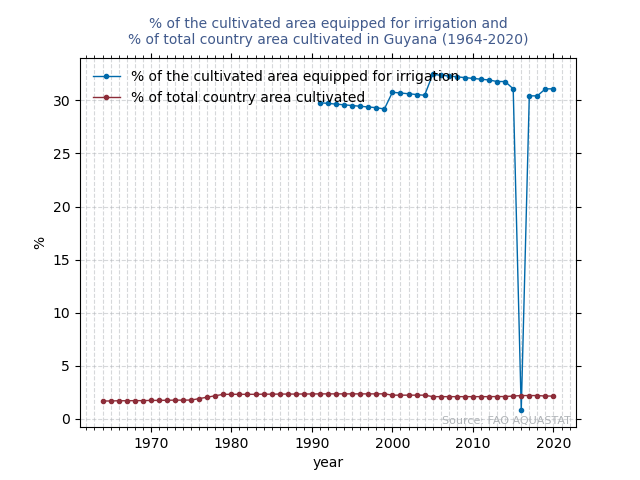 % of the cultivated area equipped for irrigation and
% of total country area cultivated in Guyana (1964-2020)
% of the cultivated area equipped for irrigation
% of total country area cultivated
30
25
20
15
10
5
0
%
Source: FAO AQUASTAT
1970 1980 1990 2000 2010 2020
year